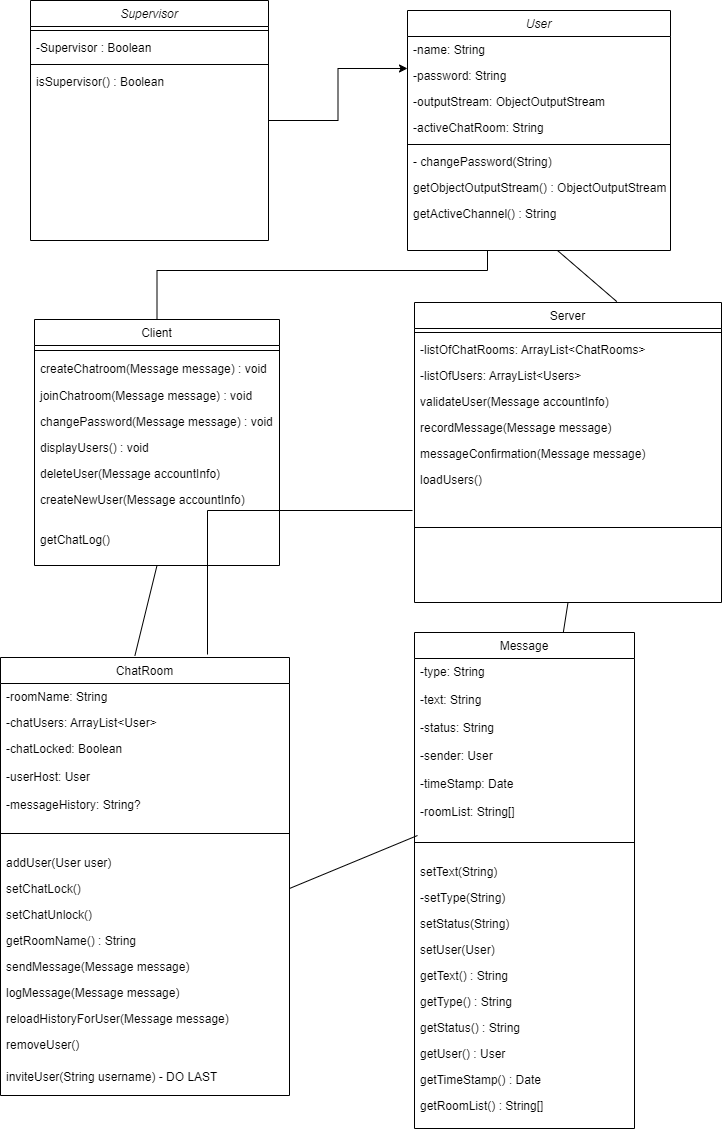 Supervisor
-Supervisor : Boolean
isSupervisor() : Boolean
User
-name: String
-password: String
-outputStream: ObjectOutputStream
-activeChatRoom: String
- changePassword(String)
getObjectOutputStream() : ObjectOutputStream
getActiveChannel() : String
Client
createChatroom(Message message) : void
joinChatroom(Message message) : void
changePassword(Message message) : void
displayUsers() : void
deleteUser(Message accountInfo)
createNewUser(Message accountInfo)
getChatLog()
Server
-listOfChatRooms: ArrayList<ChatRooms>
-listOfUsers: ArrayList<Users>
validateUser(Message accountInfo)
recordMessage(Message message)
messageConfirmation(Message message)
loadUsers()
ChatRoom
-roomName: String
-chatUsers: ArrayList<User>
-chatLocked: Boolean
-userHost: User
-messageHistory: String?
addUser(User user)
setChatLock()
setChatUnlock()
getRoomName() : String
sendMessage(Message message)
logMessage(Message message)
reloadHistoryForUser(Message message)
removeUser()
inviteUser(String username) - DO LAST
Message
-type: String
-text: String
-status: String
-sender: User
-timeStamp: Date
-roomList: String[]
setText(String)
-setType(String)
setStatus(String)
setUser(User)
getText() : String
getType() : String
getStatus() : String
getUser() : User
getTimeStamp() : Date
getRoomList() : String[]